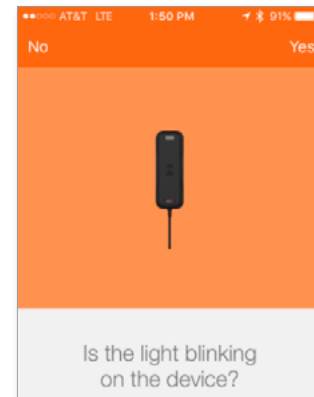 AT&T LTE 1:50 PM 91%
No Yes
Is the light blinking
on the device?